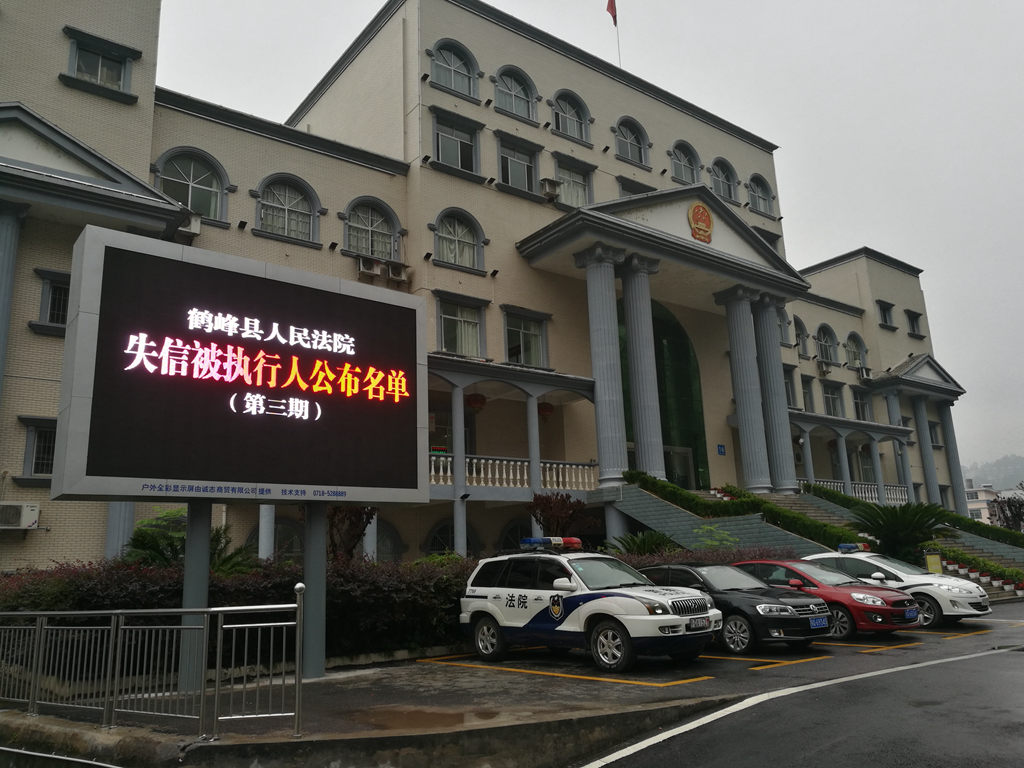 鹤峰县人民法院
失信被执行人公布名单
（第三期）
户外全彩显示屏由诚志商贸有限公司提供 技术支持 0718-5288889
法院